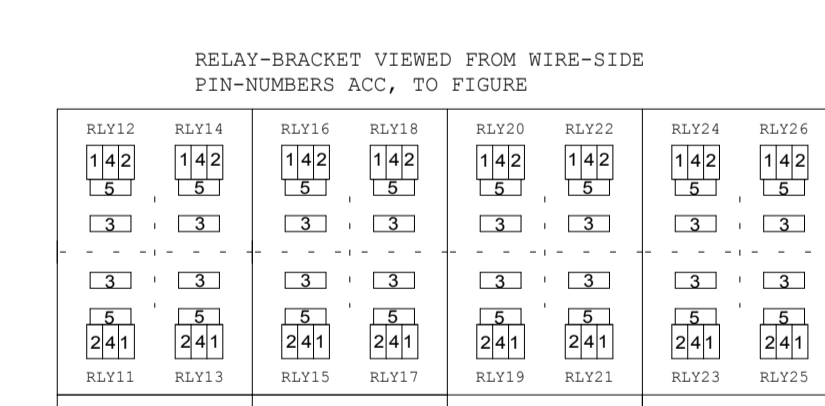 RELAY-BRACKET VIEWED FROM WIRE-SIDE
PIN-NUMBERS ACC, TO FIGURE
RLY12 RLY14 RLY16 RLY18 RLY20 RLY22 RLY24 RLY26
1 4 2 1 4 2 1 4 2 1 4 2 1 4 2 1 4 2 1 4 2 1 4 2
5 5 5 5 5 5 5 5
3 3 3 3 3 3 3 3
3 3 3 3 3 3 3 3
5 5 5 5 5 5 5 5
2 4 1 2 4 1 2 4 1 2 4 1 2 4 1 2 4 1 2 4 1 2 4 1
RLY11 RLY13 RLY15 RLY17 RLY19 RLY21 RLY23 RLY25